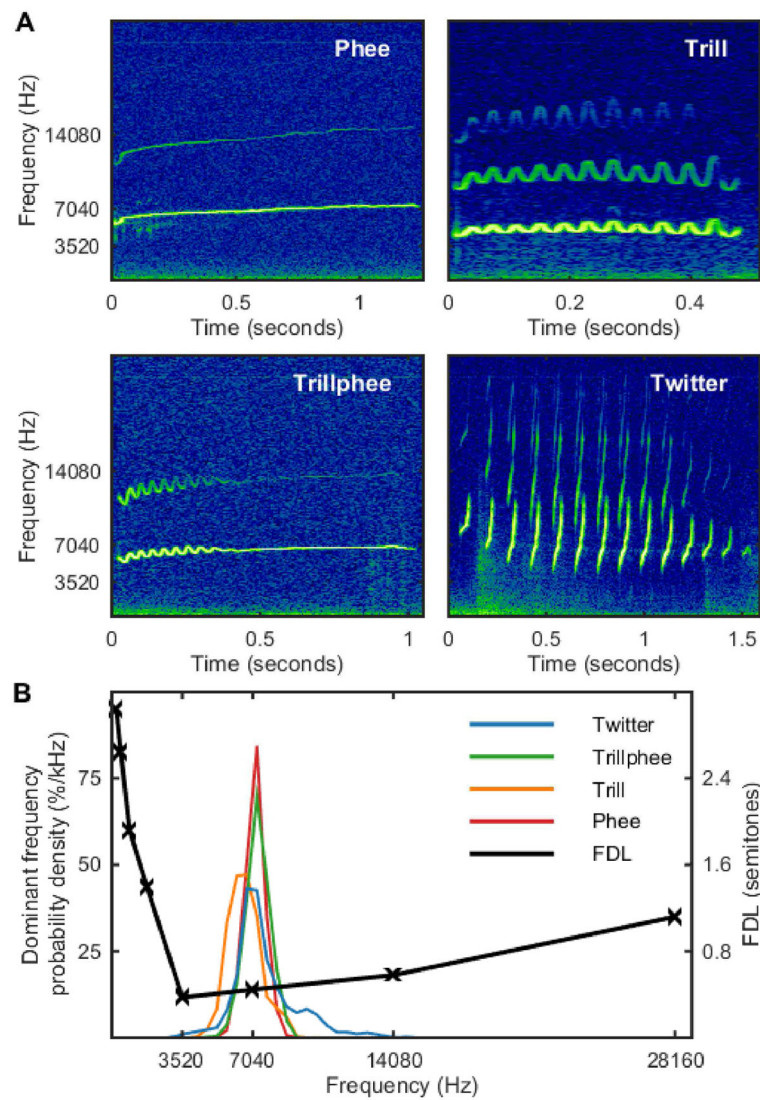 A
Phee
Trill
Frequency (Hz)
14080
7040
3520
0
0.5
1
0
0.2
0.4
Time (seconds)
Time (seconds)
Trillphee
Twitter
Frequency (Hz)
14080
7040
3520
0
0.5
1
0
0.5
1
1.5
Time (seconds)
Time (seconds)
B
Dominant frequency
probability density (%/kHz)
75
50
25
Twitter
Trillphee
Trill
Phee
FDL
2.4
1.6
0.8
FDL (semitones)
3520
7040
14080
28160
Frequency (Hz)